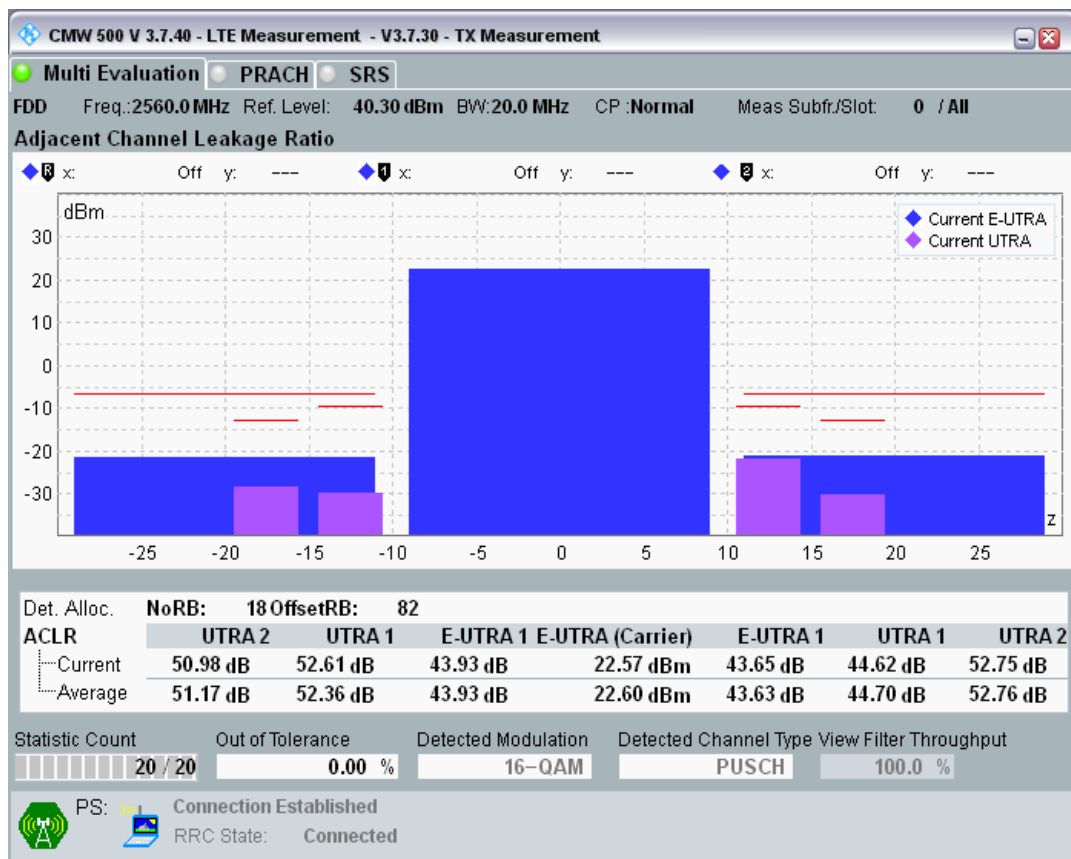 CMW 500 V 3.7.40 - LTE Measurement - V3.7.30 - TX Measurement
Multi Evaluation PRACH SRS
FDD Freq.:2560.0 MHz Ref. Level: 40.30 dBm BW:20.0 MHz CP :Normal Meas Subfr./Slot: 0 / All
Adjacent Channel Leakage Ratio
R x: Off y: --- 1 x: Off y: --- 2 x: Off y: ---
dBm
Current E-UTRA
Current UTRA
30
20
10
0
-10
-20
-30
z
-25 -20 -15 -10 -5 0 5 10 15 20 25
Det. Alloc. NoRB: 18 OffsetRB: 82
ACLR UTRA 2 UTRA 1 E-UTRA 1 E-UTRA (Carrier) E-UTRA 1 UTRA 1 UTRA 2
Current 50.98 dB 52.61 dB 43.93 dB 22.57 dBm 43.65 dB 44.62 dB 52.75 dB
Average 51.17 dB 52.36 dB 43.93 dB 22.60 dBm 43.63 dB 44.70 dB 52.76 dB
Statistic Count Out of Tolerance Detected Modulation Detected Channel Type View Filter Throughput
20 / 20 0.00 % 16-QAM PUSCH 100.0 %
PS: Connection Established
RRC State: Connected